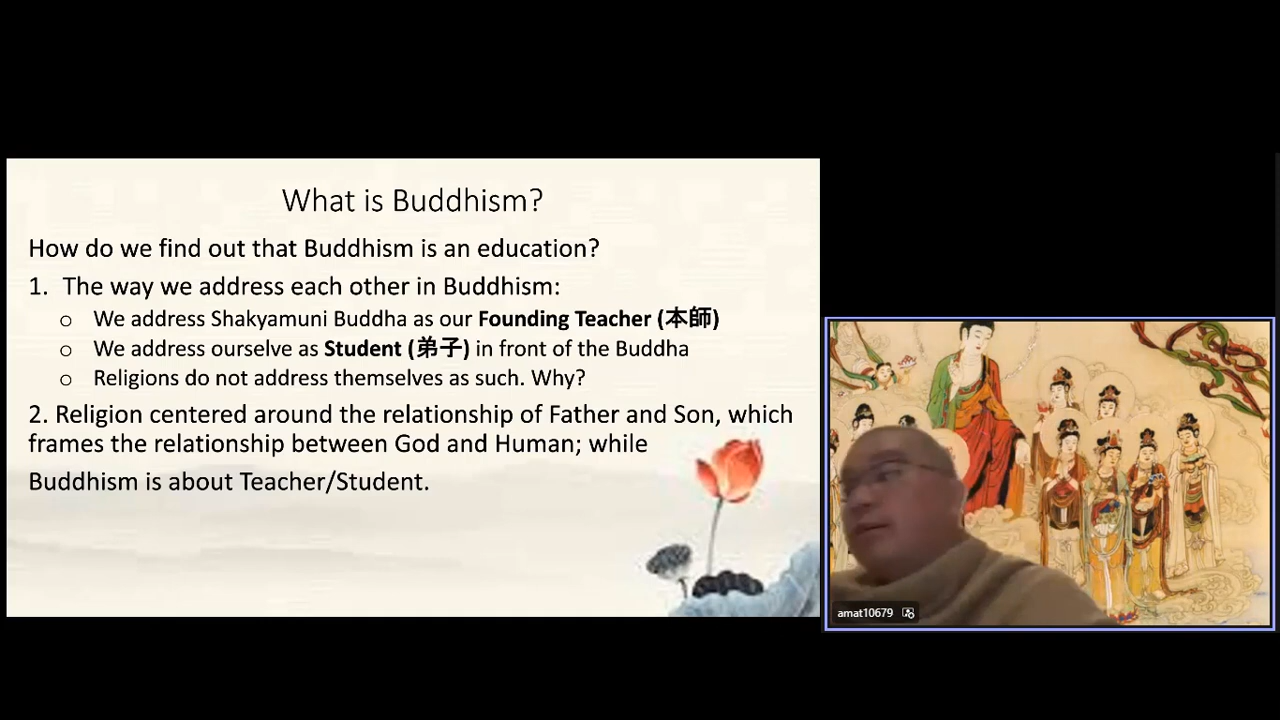 What is Buddhism?
How do we find out that Buddhism is an education?
1. The way we address each other in Buddhism:
o We address Shakyamuni Buddha as our Founding Teacher (本師)
o We address ourselve as Student (弟子) in front of the Buddha
o Religions do not address themselves as such. Why?
2. Religion centered around the relationship of Father and Son, which
frames the relationship between God and Human; while
Buddhism is about Teacher/Student.
amat10679